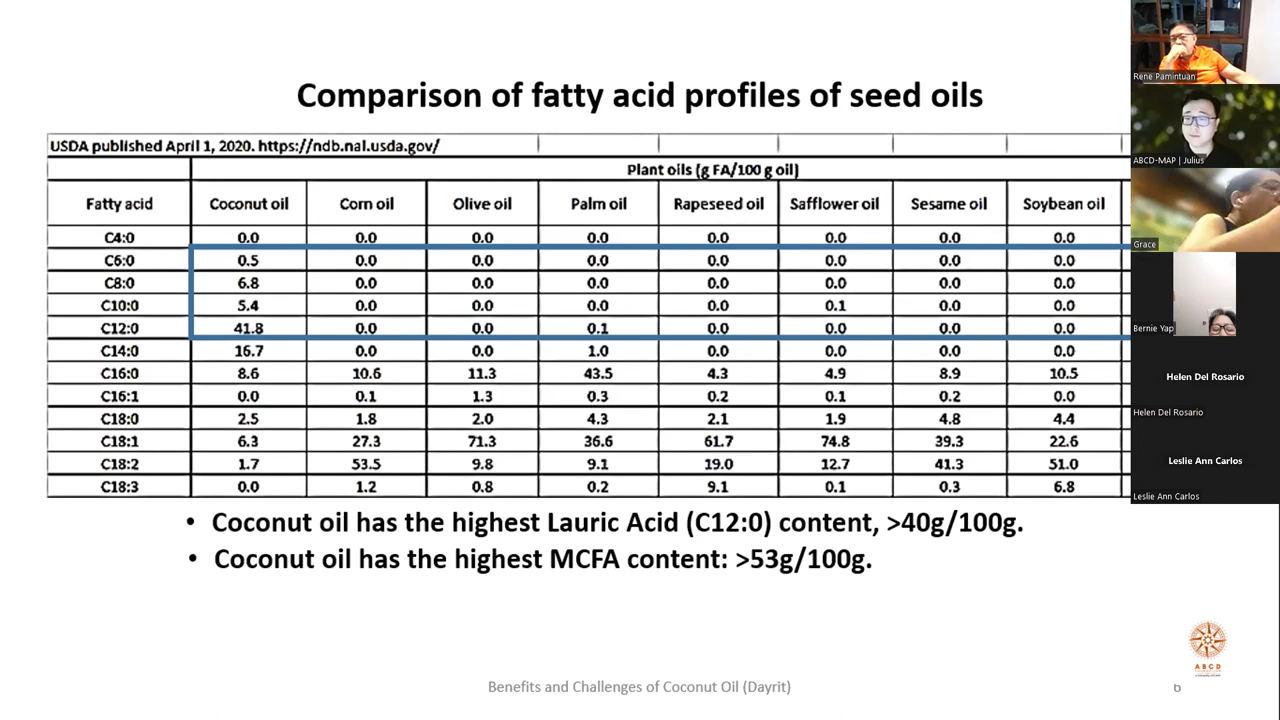 Comparison of fatty acid profiles of seed oils
USDA published April 1, 2020. https://ndb.nal.usda.gov/
Plant oils (g FA/100 g oil)
Fatty acid Coconut oil Corn oil Olive oil Palm oil Rapeseed oil Safflower oil Sesame oil Soybean oil
C4:0 0.0 0.0 0.0 0.0 0.0 0.0 0.0 0.0
C6:0 0.5 0.0 0.0 0.0 0.0 0.0 0.0 0.0
C8:0 6.8 0.0 0.0 0.0 0.0 0.0 0.0 0.0
C10:0 5.4 0.0 0.0 0.0 0.0 0.1 0.0 0.0
C12:0 41.8 0.0 0.0 0.1 0.0 0.0 0.0 0.0
C14:0 16.7 0.0 0.0 1.0 0.0 0.0 0.0 0.0
C16:0 8.6 10.6 11.3 43.5 4.3 4.9 8.9 10.5
C16:1 0.0 0.1 1.3 0.3 0.2 0.1 0.2 0.0
C18:0 2.5 1.8 2.0 4.3 2.1 1.9 4.8 4.4
C18:1 6.3 27.3 71.3 36.6 61.7 74.8 39.3 22.6
C18:2 1.7 53.5 9.8 9.1 19.0 12.7 41.3 51.0
C18:3 0.0 1.2 0.8 0.2 9.1 0.1 0.3 6.8
• Coconut oil has the highest Lauric Acid (C12:0) content, >40g/100g.
• Coconut oil has the highest MCFA content: >53g/100g.
Rene Pamintuan
ABCD-MAP | Julius
Grace
Bernie Yap
Helen Del Rosario
Helen Del Rosario
Leslie Ann Carlos
Leslie Ann Carlos
ABCD
Benefits and Challenges of Coconut Oil (Dayrit)
6